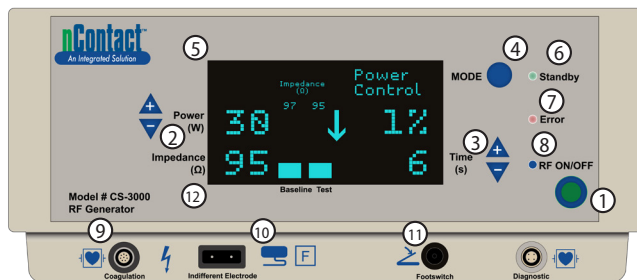 nContact™
An Integrated Solution
5
4
6
Power
Control
Impedance
(Ω)
97 95
MODE
Standby
7
Error
Power
(W)
30
1%
2
3
8
Time
(s)
RF ON/OFF
Impedance
(Ω)
95
6
Baseline Test
12
1
Model # CS-3000
RF Generator
9
10
11
F
Coagulation
Indifferent Electrode
Footswitch
Diagnostic